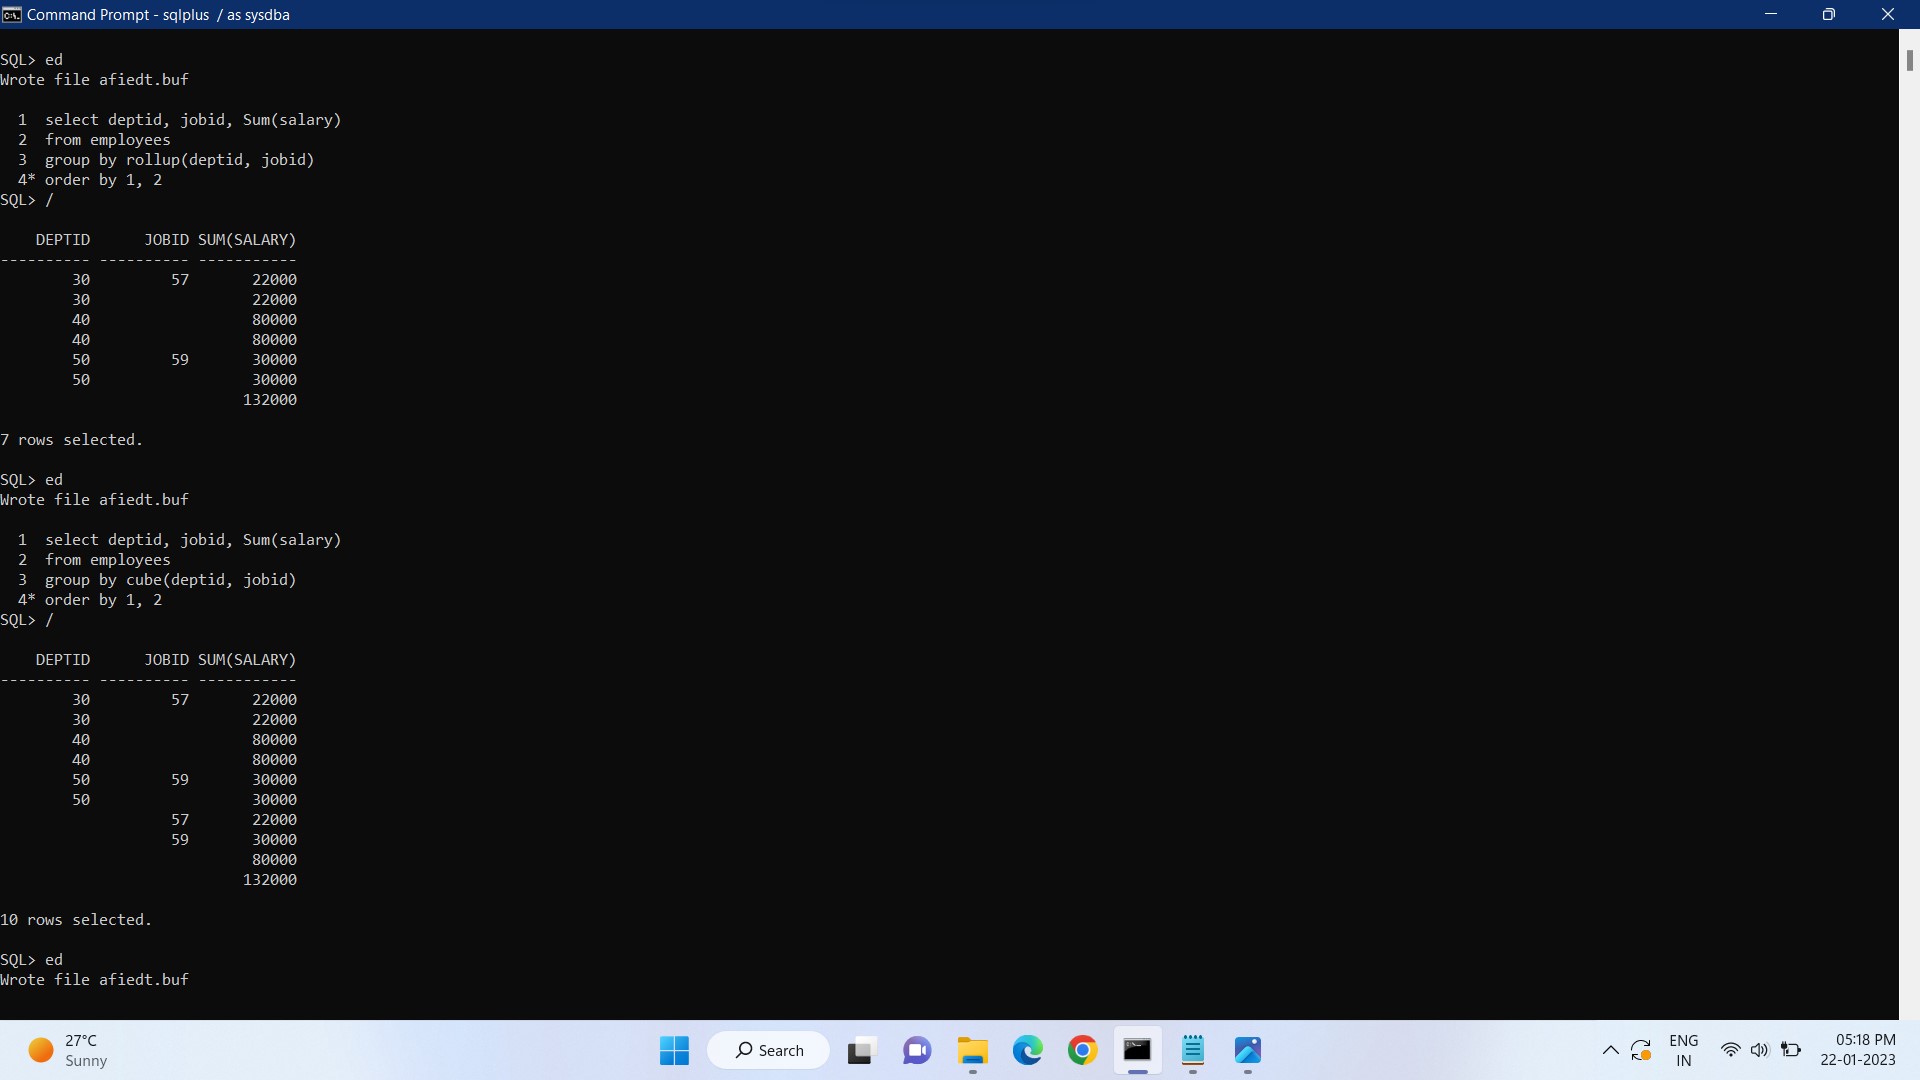 Command Prompt - sqlplus  / as sysdba
SQL> ed
Wrote file afiedt.buf
  1  select deptid, jobid, Sum(salary)
  2  from employees
  3  group by rollup(deptid, jobid)
  4* order by 1, 2
SQL> /
    DEPTID      JOBID SUM(SALARY)
---------- ---------- -----------
        30         57       22000
        30                  22000
        40                  80000
        40                  80000
        50         59       30000
        50                  30000
                           132000
7 rows selected.
SQL> ed
Wrote file afiedt.buf
  1  select deptid, jobid, Sum(salary)
  2  from employees
  3  group by cube(deptid, jobid)
  4* order by 1, 2
SQL> /
    DEPTID      JOBID SUM(SALARY)
---------- ---------- -----------
        30         57       22000
        30                  22000
        40                  80000
        40                  80000
        50         59       30000
        50                  30000
                   57       22000
                   59       30000
                            80000
                           132000
10 rows selected.
SQL> ed
Wrote file afiedt.buf
27°C
Sunny
Search
ENG
IN
05:18 PM
22-01-2023